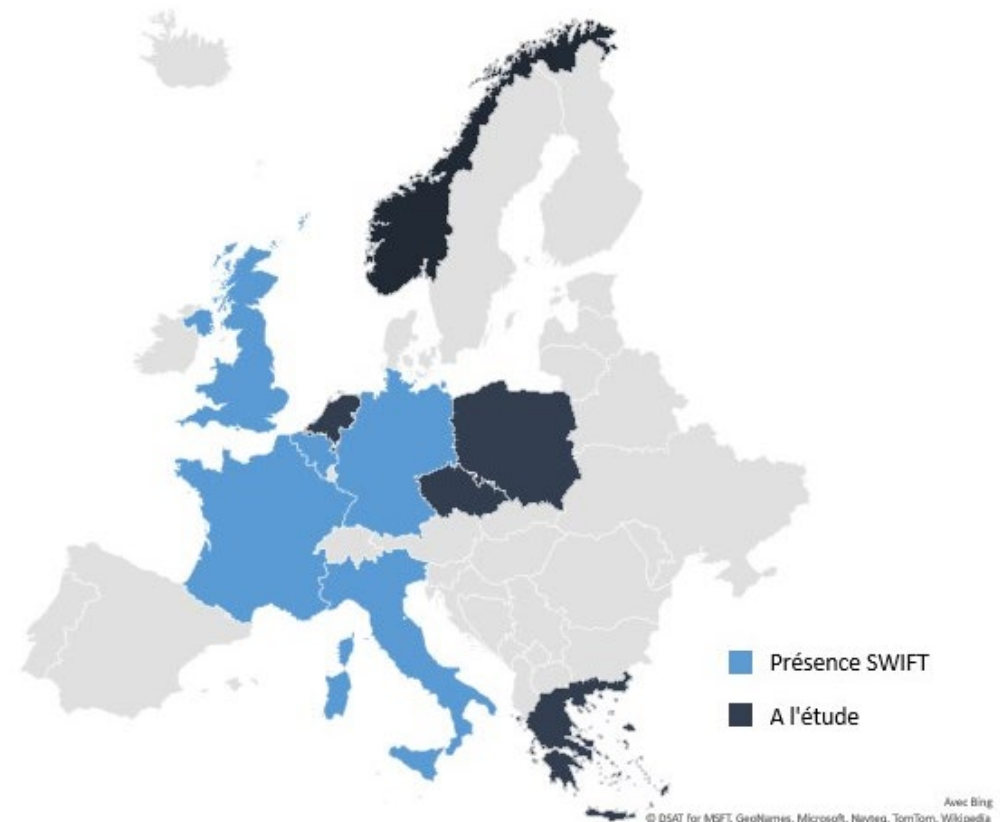 Présence SWIFT
A l'étude
Avec Bing
© DSAT for MSFT, GeoNames, Microsoft, Navteq, TomTom, Wikipedia